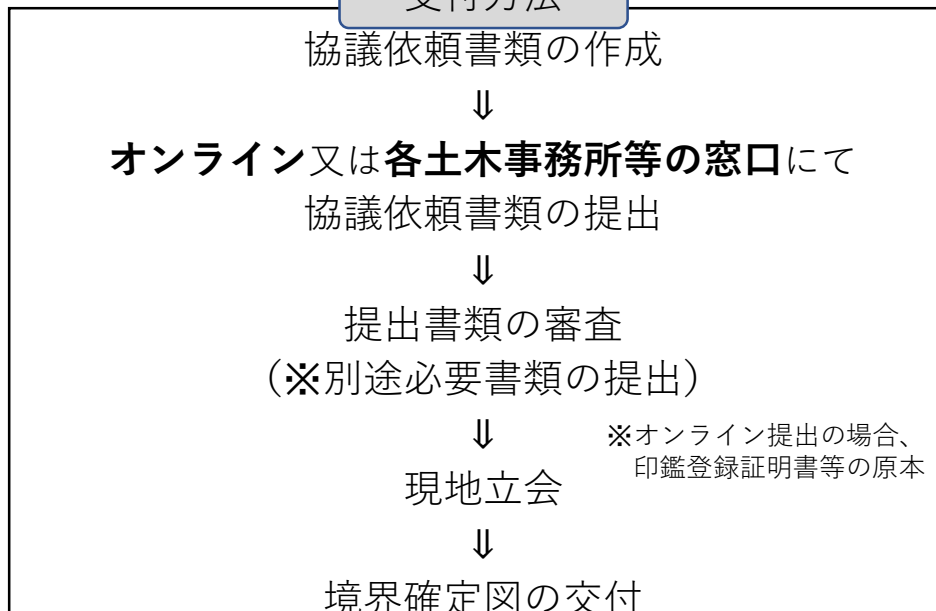 交付方法
協議依頼書類の作成
⇓
オンライン又は各土木事務所等の窓口にて
協議依頼書類の提出
⇓
提出書類の審査
(※別途必要書類の提出)
⇓
※オンライン提出の場合、
印鑑登録証明書等の原本
現地立会
⇓
境界確定図の交付